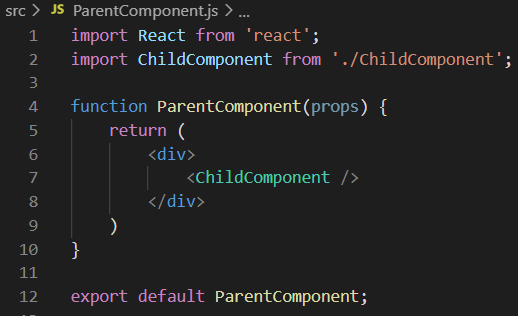 src > JS ParentComponent.js > ...
1 import React from 'react';
2 import ChildComponent from './ChildComponent';
3
4 function ParentComponent(props) {
5     return (
6         <div>
7             <ChildComponent />
8         </div>
9     )
10 }
11
12 export default ParentComponent;